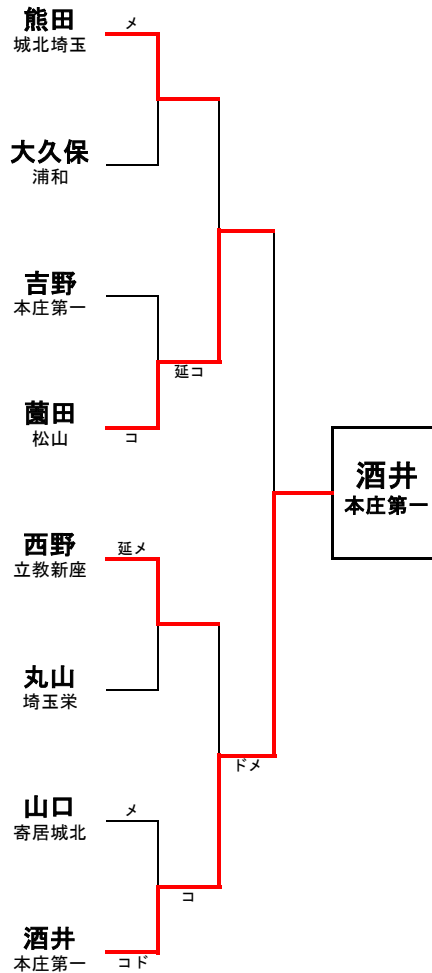 熊田
城北埼玉
メ
大久保
浦和
吉野
本庄第一
延コ
薗田
松山
コ
酒井
本庄第一
西野
立教新座
延メ
丸山
埼玉栄
ドメ
山口
寄居城北
メ
コ
酒井
本庄第一
コド